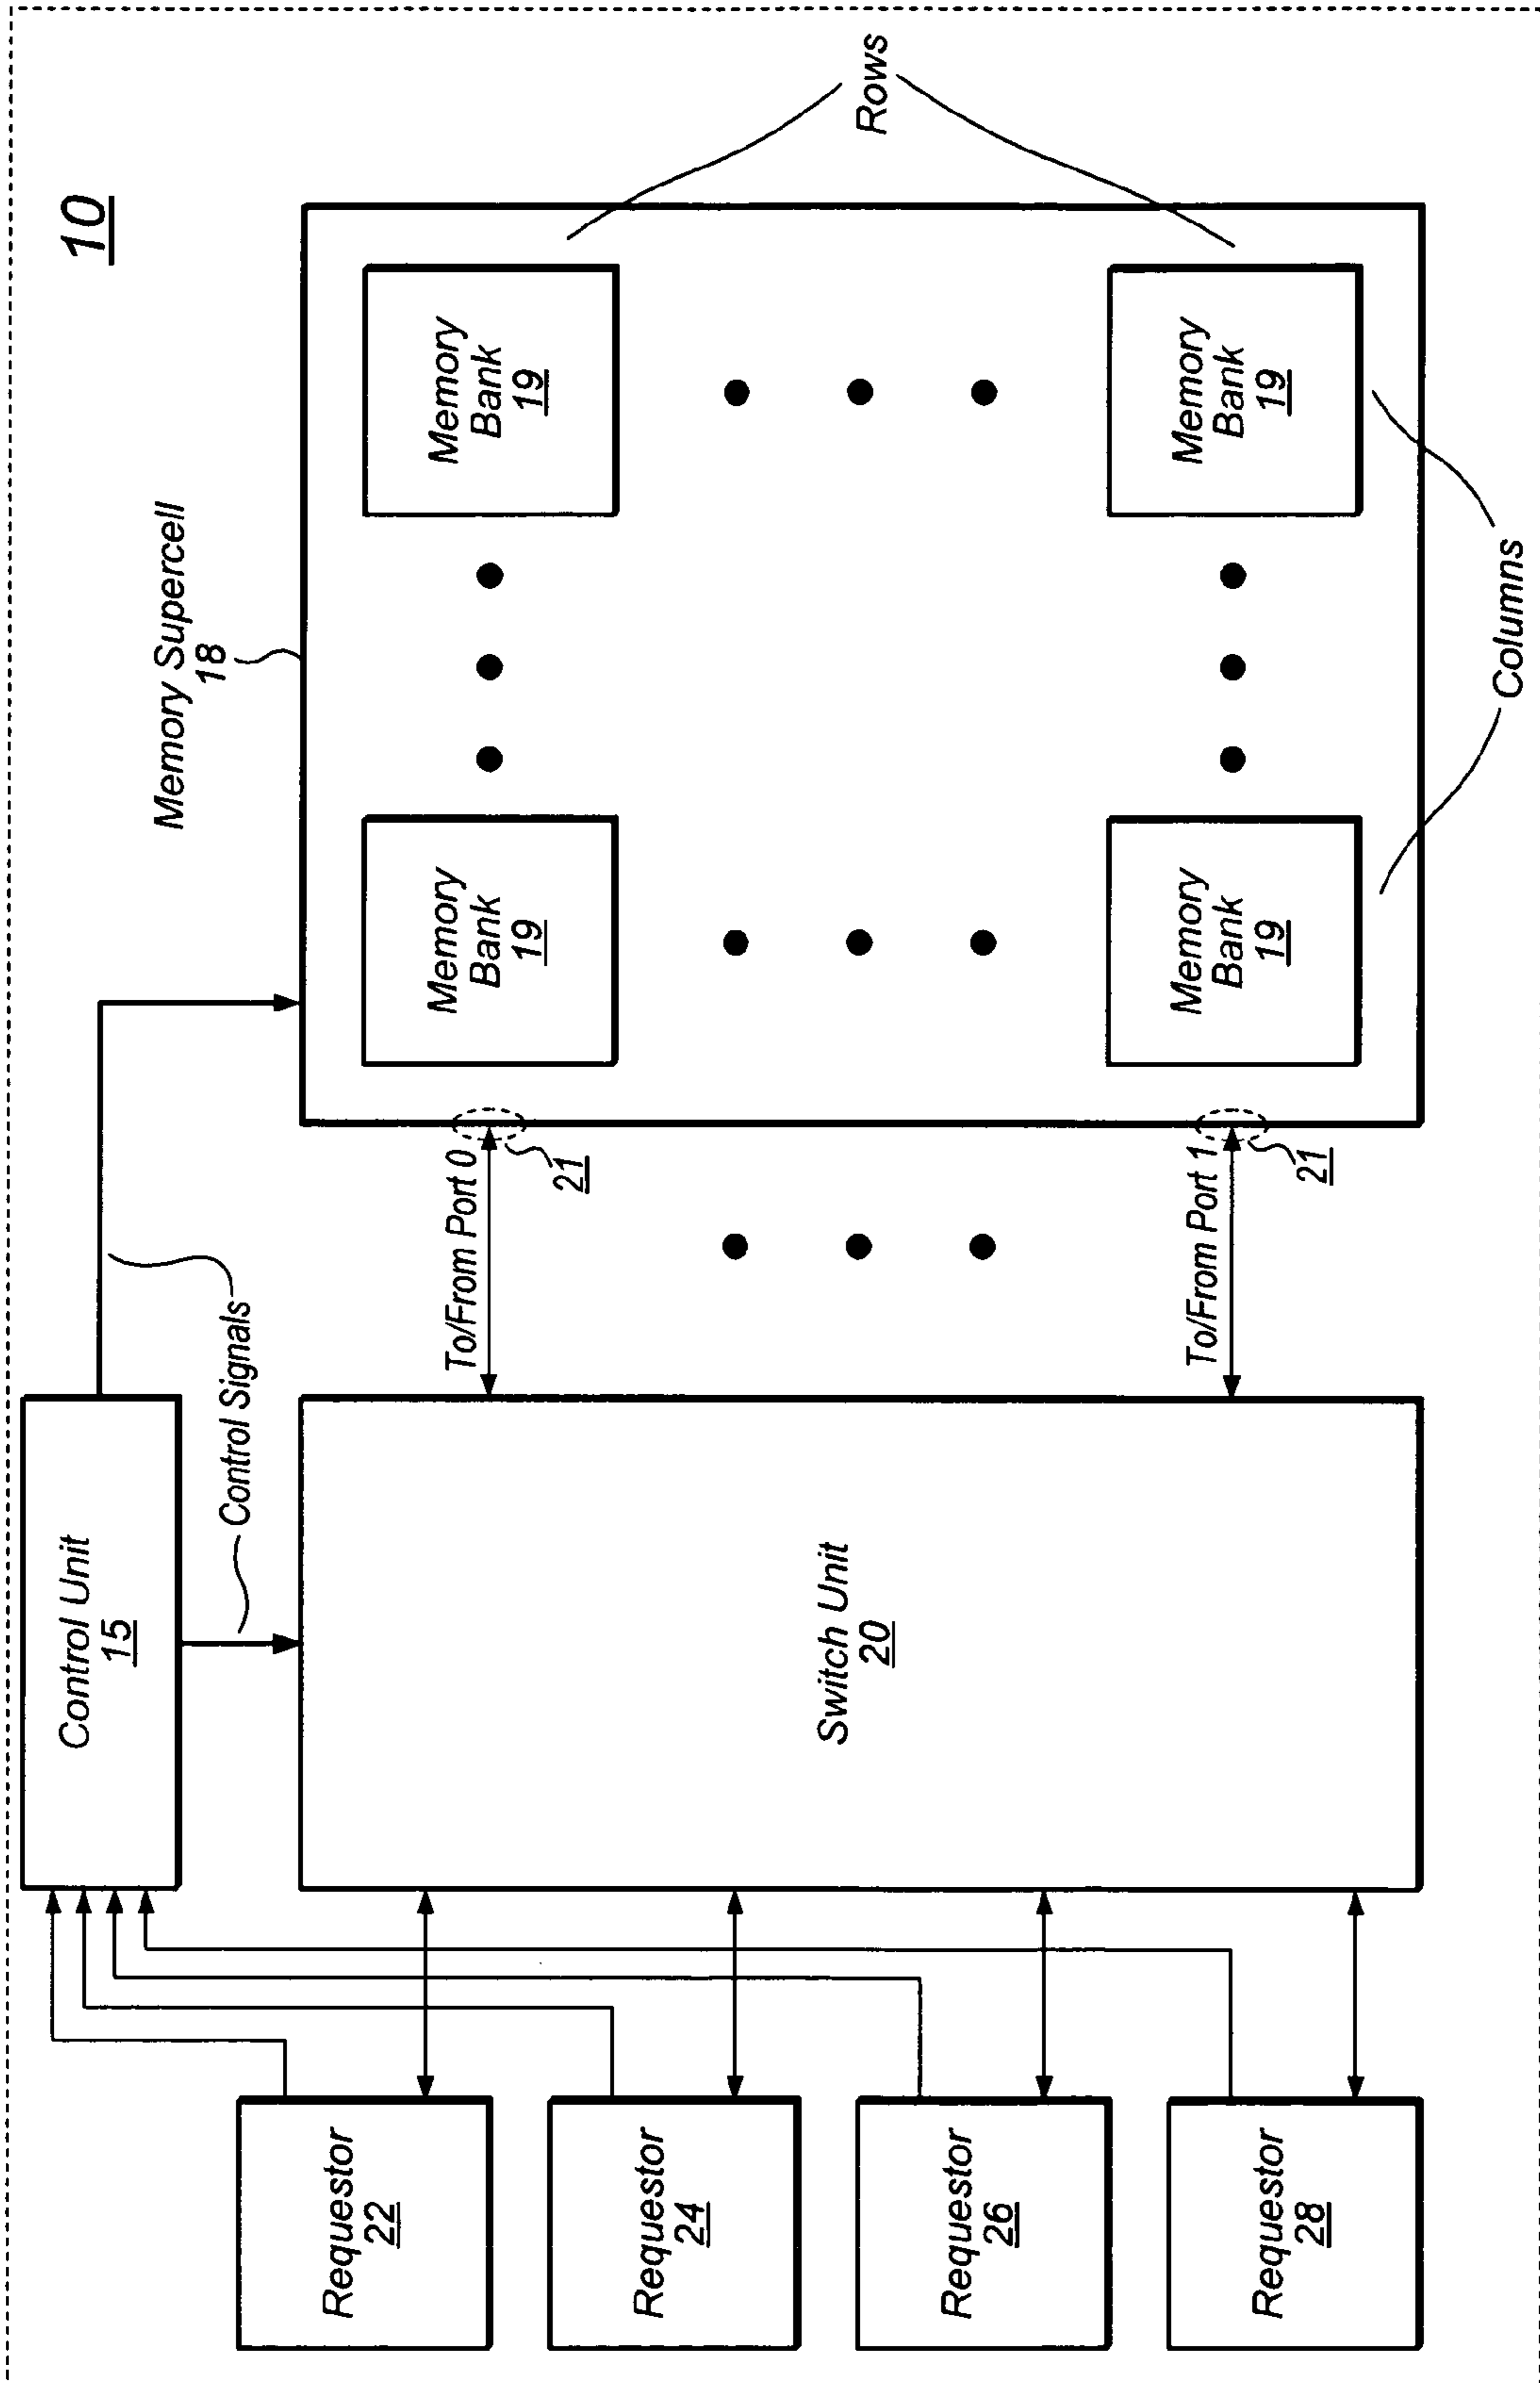 10
Memory Supercell
18
Control Unit
15
Control Signals
Rows
Requestor
22
Requestor
24
Requestor
26
Requestor
28
Switch Unit
20
To/From Port 0
21
To/From Port 1
21
Memory
Bank
19
Memory
Bank
19
Memory
Bank
19
Memory
Bank
19
Columns